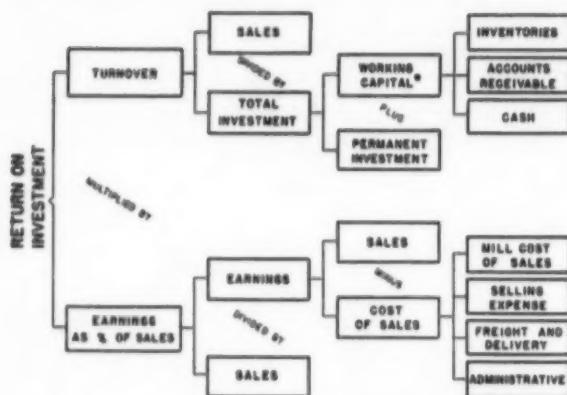 RETURN ON
INVESTMENT
TURNOVER
MULTIPLIED BY
EARNINGS
AS % OF SALES
SALES
DIVIDED BY
TOTAL
INVESTMENT
WORKING
CAPITAL*
PLUS
PERMANENT
INVESTMENT
INVENTORIES
ACCOUNTS
RECEIVABLE
CASH
EARNINGS
DIVIDED BY
SALES
SALES
MINUS
COST
OF SALES
MILL COST
OF SALES
SELLING
EXPENSE
FREIGHT AND
DELIVERY
ADMINISTRATIVE